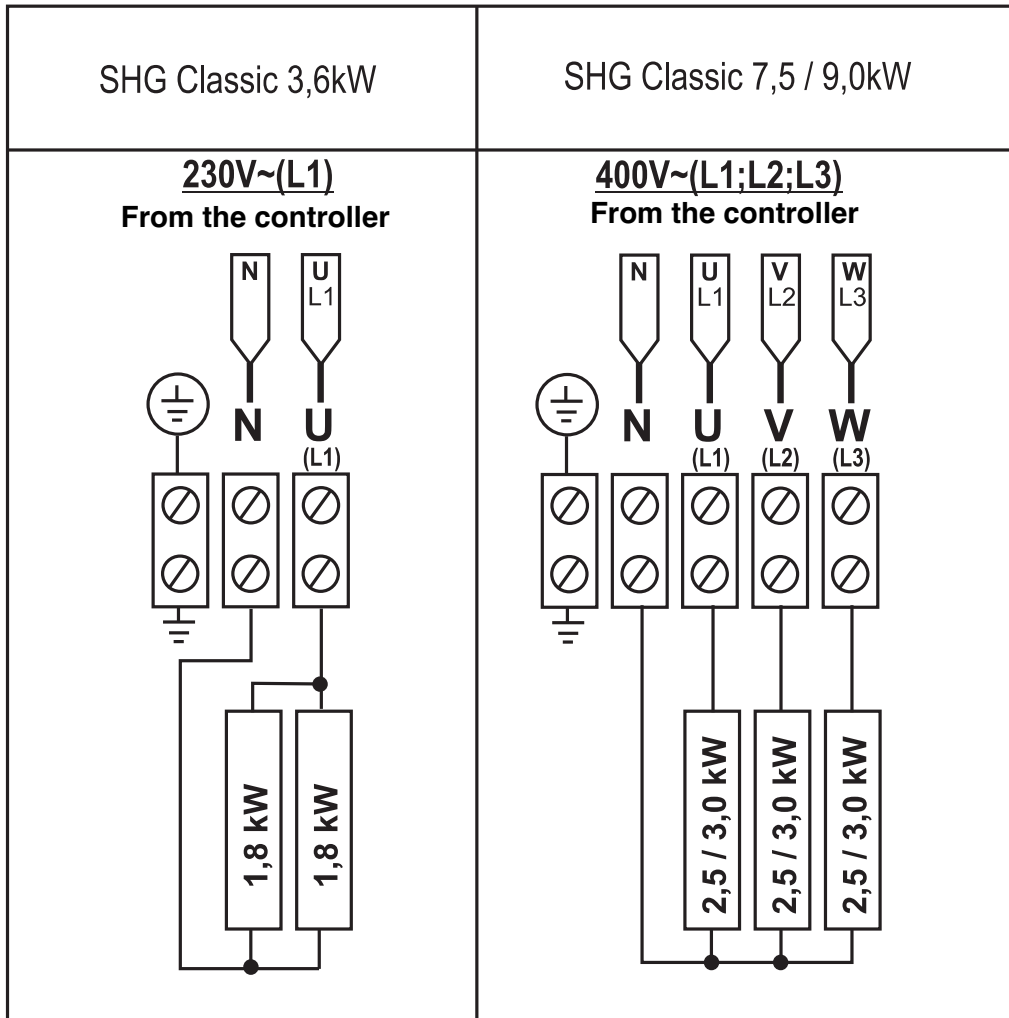 SHG Classic 3,6kW
SHG Classic 7,5 / 9,0kW
230V~(L1)
From the controller
N
U
L1
N
U
(L1)
1,8 kW
1,8 kW
400V~(L1;L2;L3)
From the controller
N
U
L1
V
L2
W
L3
N
U
V
W
(L1)
(L2)
(L3)
2,5 / 3,0 kW
2,5 / 3,0 kW
2,5 / 3,0 kW